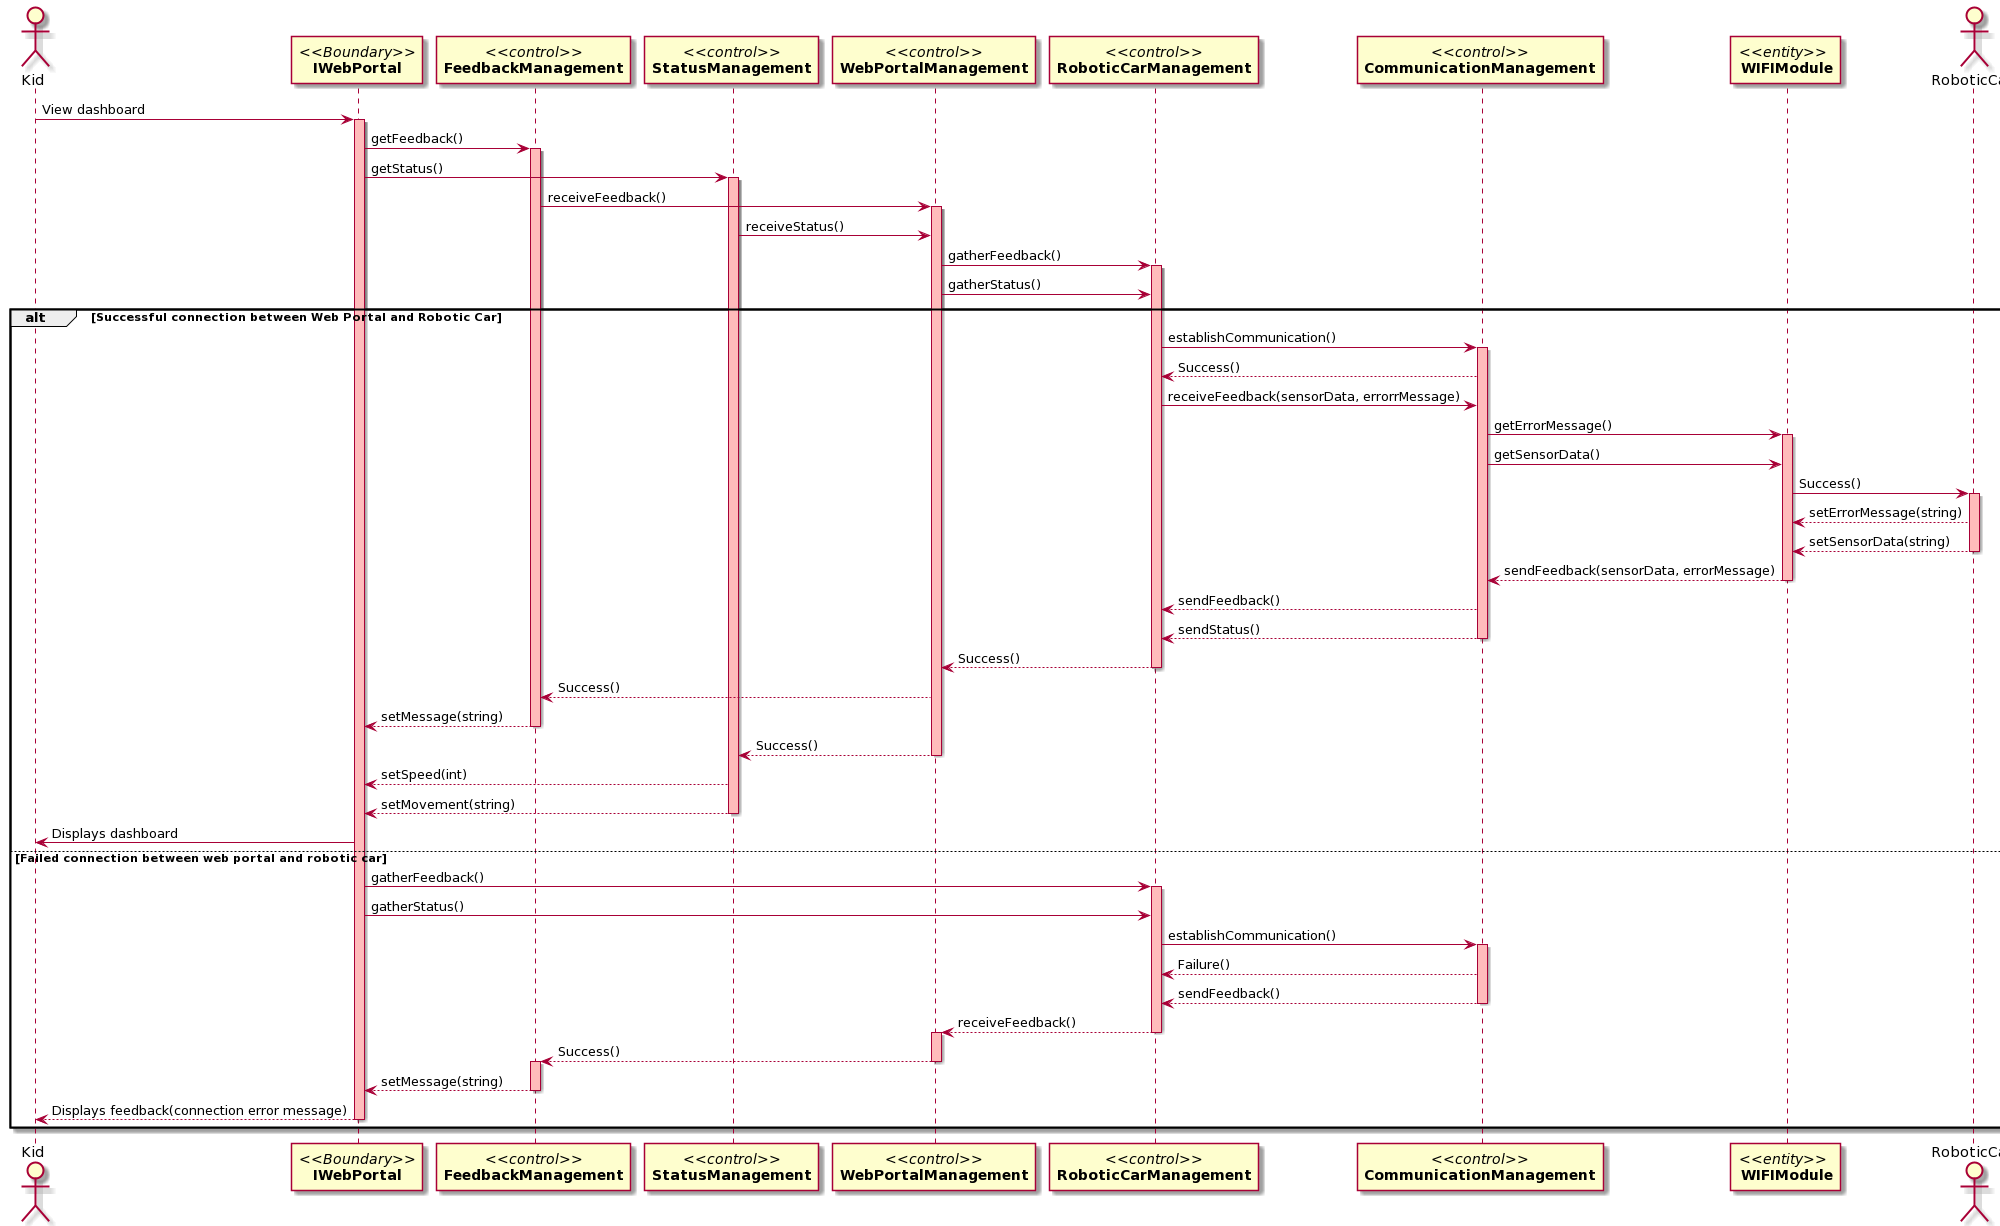 Kid
<<Boundary>>
IWebPortal
<<control>>
FeedbackManagement
<<control>>
StatusManagement
<<control>>
WebPortalManagement
<<control>>
RoboticCarManagement
<<control>>
CommunicationManagement
<<entity>>
WIFIModule
View dashboard
getFeedback()
getStatus()
receiveFeedback()
receiveStatus()
gatherFeedback()
gatherStatus()
alt [Successful connection between Web Portal and Robotic Car]
establishCommunication()
Success()
receiveFeedback(sensorData, errorrMessage)
getErrorMessage()
getSensorData()
Success()
setErrorMessage(string)
setSensorData(string)
sendFeedback(sensorData, errorMessage)
sendFeedback()
sendStatus()
Success()
Success()
setMessage(string)
Success()
setSpeed(int)
setMovement(string)
Displays dashboard
[Failed connection between web portal and robotic car]
gatherFeedback()
gatherStatus()
establishCommunication()
Failure()
sendFeedback()
receiveFeedback()
Success()
setMessage(string)
Displays feedback(connection error message)
Kid
<<Boundary>>
IWebPortal
<<control>>
FeedbackManagement
<<control>>
StatusManagement
<<control>>
WebPortalManagement
<<control>>
RoboticCarManagement
<<control>>
CommunicationManagement
<<entity>>
WIFIModule